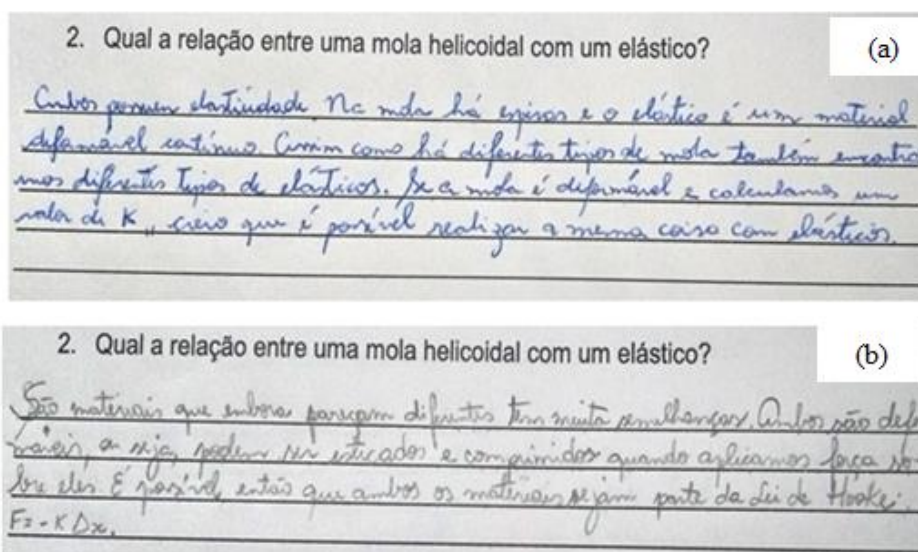 2. Qual a relação entre uma mola helicoidal com um elástico?
(a)
Ambos possuem elasticidade. Na mola há espiras e o elástico é um material
deformável contínuo. Assim como há diferentes tipos de mola também encontra
mos diferentes tipos de elásticos. Se a mola é deformável e calculamos um
valor de K, creio que é possível realizar a mesma coisa com elásticos.
2. Qual a relação entre uma mola helicoidal com um elástico?
(b)
São materiais que embora pareçam diferentes tem muita semelhanças. Ambos são def
máveis, ou seja, podem ser esticados e comprimidos quando aplicamos força so
bre eles. É possível, então que ambos os materiais sejam parte da Lei de Hooke:
F = - K Δx.